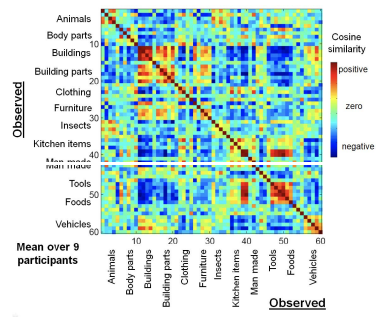 Animals
Body parts
10
Buildings
20
Building parts
Clothing
Furniture
30
Insects
Kitchen items
40
Man made
Man made
Tools
50
Foods
Vehicles
60
Observed
Cosine
similarity
positive
zero
negative
10 20 30 40 50 60
Animals
Body parts
Buildings
Building parts
Clothing
Furniture
Insects
Kitchen items
Man made
Tools
Foods
Vehicles
Mean over 9
participants
Observed